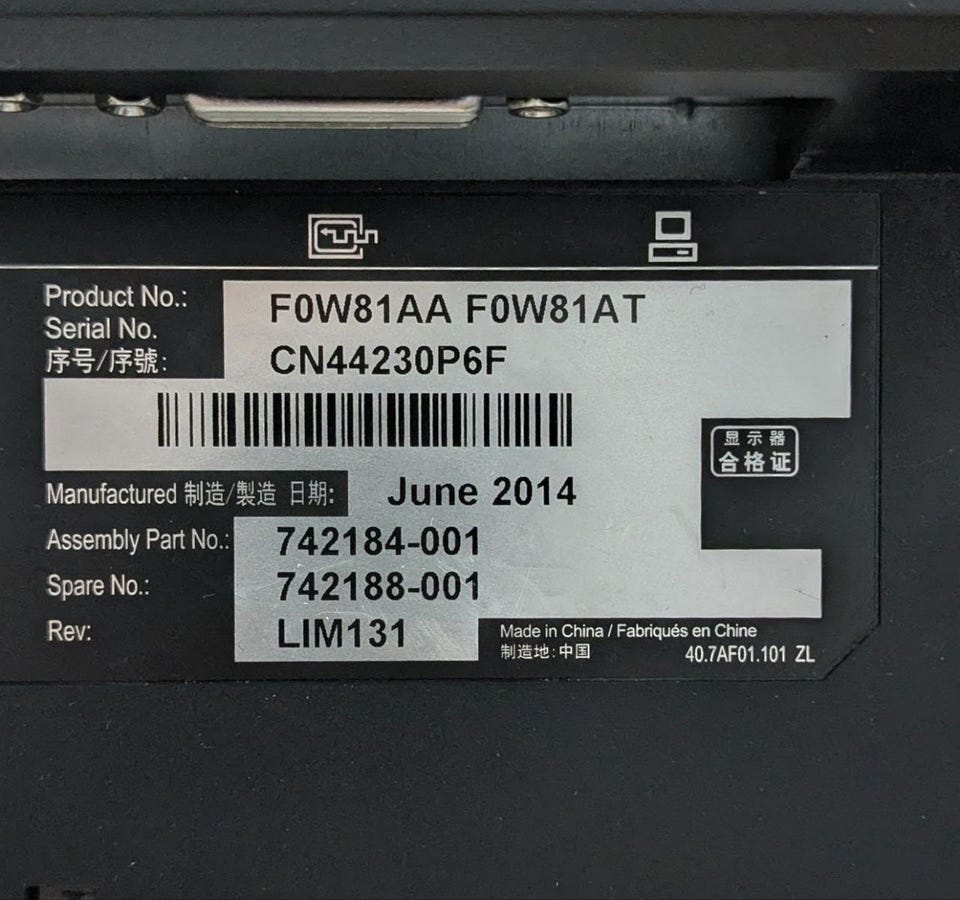 Product No.: F0W81AA F0W81AT
Serial No.
序号/序號: CN44230P6F
显示器
合格证
Manufactured 制造/製造 日期: June 2014
Assembly Part No.: 742184-001
Spare No.: 742188-001
Rev: LIM131
Made in China / Fabriqués en Chine
制造地:中国 40.7AF01.101 ZL